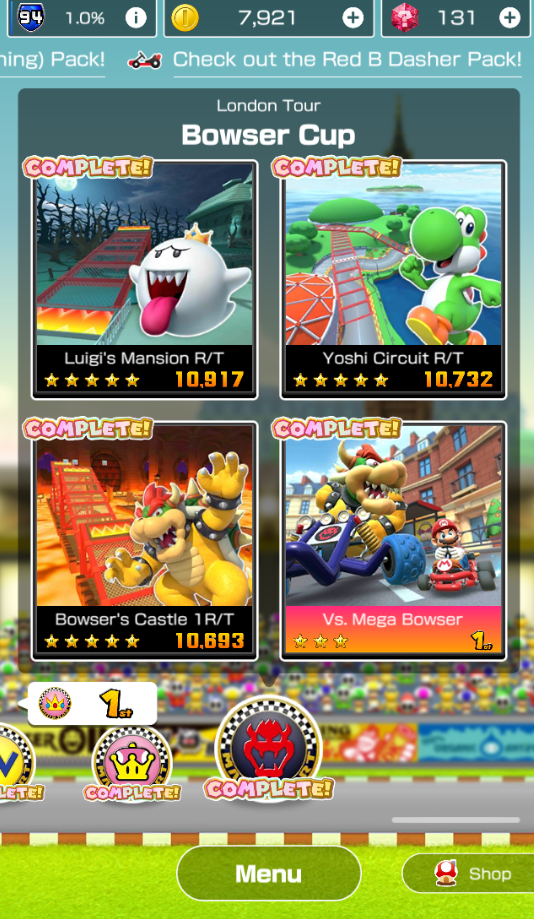 94 1.0% i 7,921 + 131 +
ning) Pack! Check out the Red B Dasher Pack!
London Tour
Bowser Cup
COMPLETE! COMPLETE!
Luigi's Mansion R/T Yoshi Circuit R/T
10,917 10,732
COMPLETE! COMPLETE!
Bowser's Castle 1R/T Vs. Mega Bowser
10,693 1st
1st
LETE! COMPLETE! COMPLETE!
Menu Shop